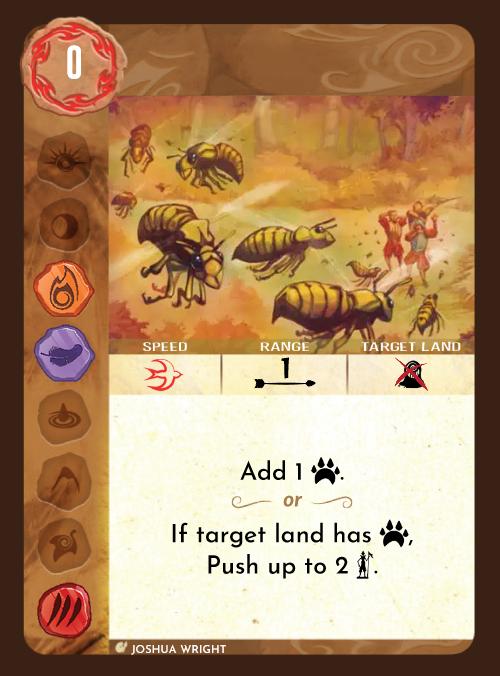 0
SPEED
RANGE
TARGET LAND
1
Add 1 .
or
If target land has ,
Push up to 2 .
JOSHUA WRIGHT